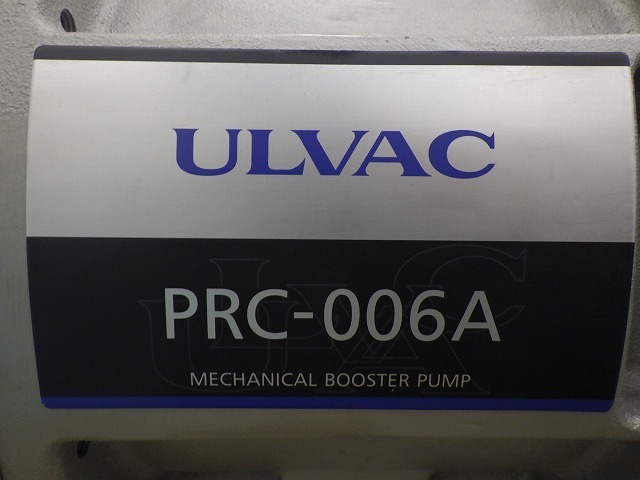 ULVAC
PRC-006A
MECHANICAL BOOSTER PUMP